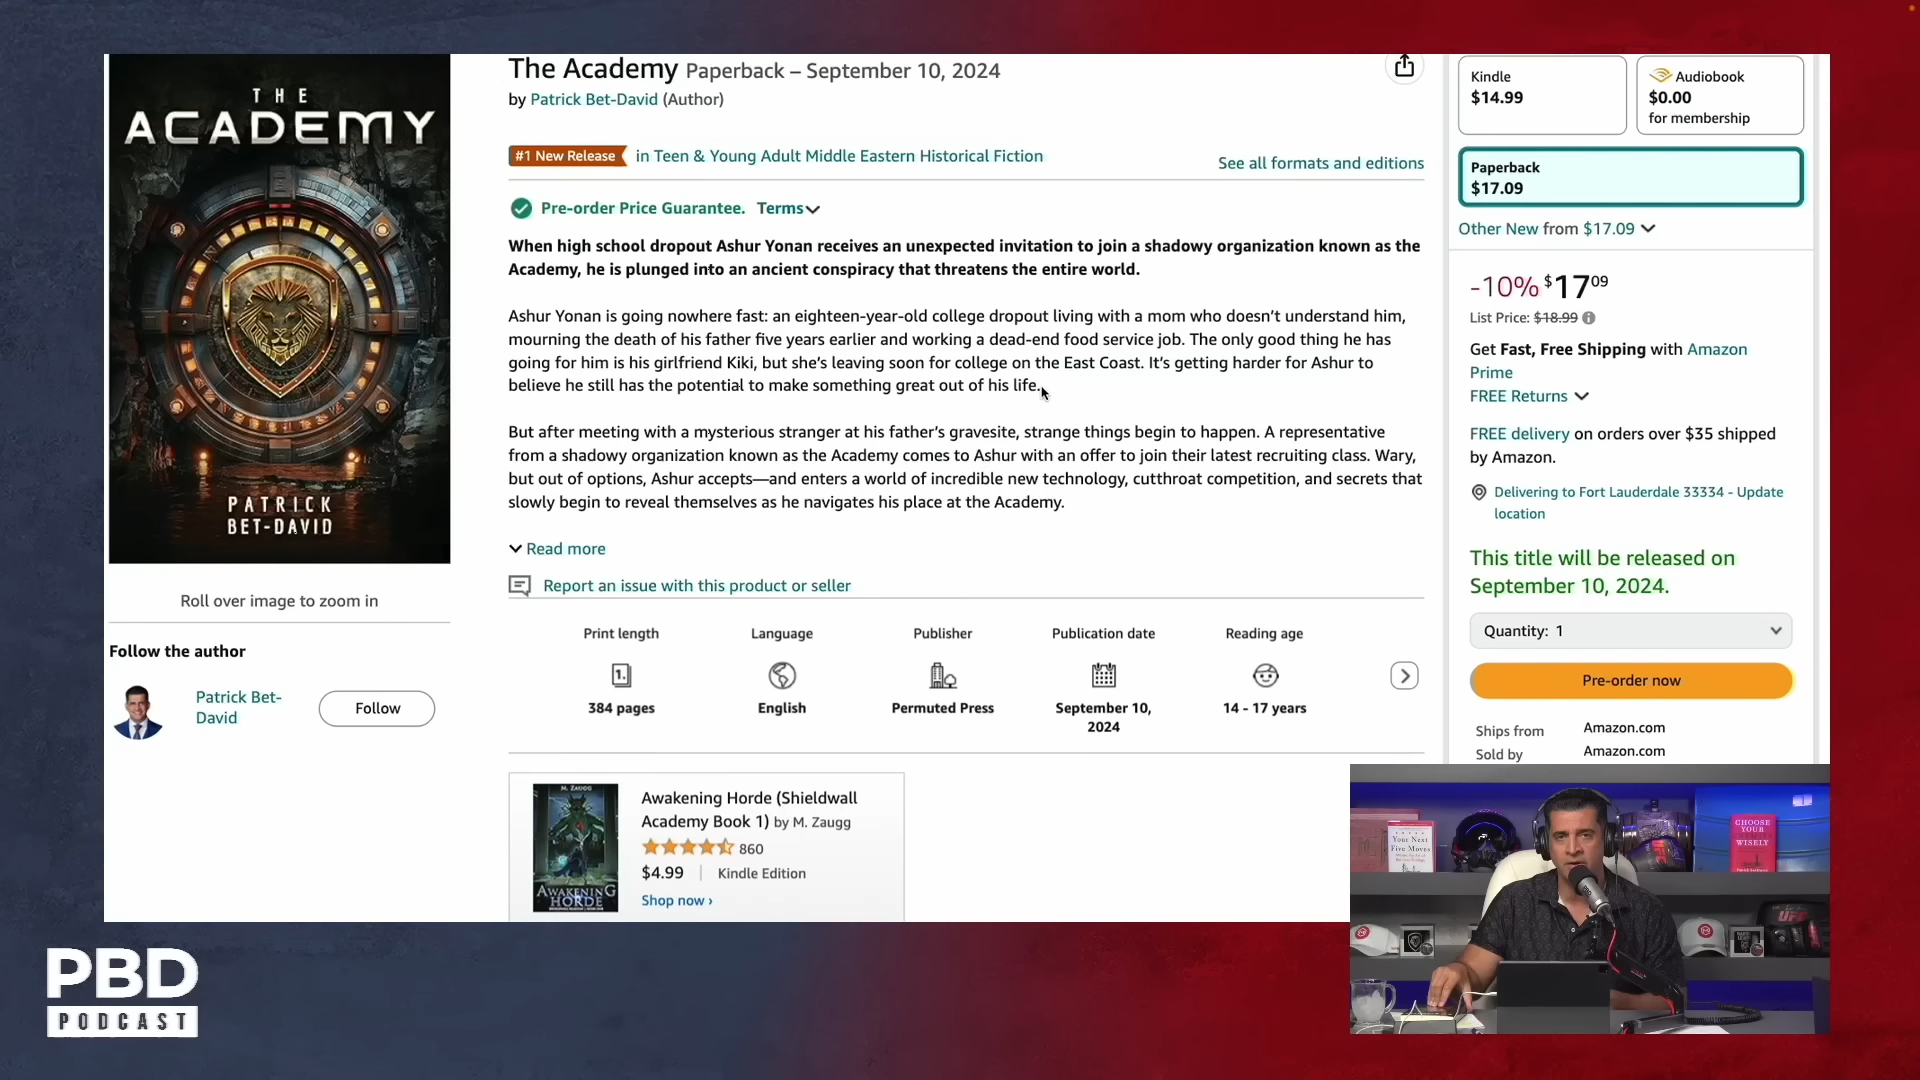 THE
ACADEMY
PATRICK
BET-DAVID
Roll over image to zoom in
Follow the author
Patrick Bet-
David
Follow
The Academy Paperback – September 10, 2024
by Patrick Bet-David (Author)
#1 New Release in Teen & Young Adult Middle Eastern Historical Fiction
See all formats and editions
Pre-order Price Guarantee. Terms
When high school dropout Ashur Yonan receives an unexpected invitation to join a shadowy organization known as the
Academy, he is plunged into an ancient conspiracy that threatens the entire world.
Ashur Yonan is going nowhere fast: an eighteen-year-old college dropout living with a mom who doesn’t understand him,
mourning the death of his father five years earlier and working a dead-end food service job. The only good thing he has
going for him is his girlfriend Kiki, but she’s leaving soon for college on the East Coast. It’s getting harder for Ashur to
believe he still has the potential to make something great out of his life.
But after meeting with a mysterious stranger at his father’s gravesite, strange things begin to happen. A representative
from a shadowy organization known as the Academy comes to Ashur with an offer to join their latest recruiting class. Wary,
but out of options, Ashur accepts—and enters a world of incredible new technology, cutthroat competition, and secrets that
slowly begin to reveal themselves as he navigates his place at the Academy.
Read more
Report an issue with this product or seller
Print length
1.
384 pages
Language
English
Publisher
Permuted Press
Publication date
September 10,
2024
Reading age
14 - 17 years
M. ZAUGG
AWAKENING
HORDE
Awakening Horde (Shieldwall
Academy Book 1) by M. Zaugg
860
$4.99 | Kindle Edition
Shop now ›
Kindle
$14.99
Audiobook
$0.00
for membership
Paperback
$17.09
Other New from $17.09
-10% $17 09
List Price: $18.99
Get Fast, Free Shipping with Amazon
Prime
FREE Returns
FREE delivery on orders over $35 shipped
by Amazon.
Delivering to Fort Lauderdale 33334 - Update
location
This title will be released on
September 10, 2024.
Quantity: 1
Pre-order now
Ships from Amazon.com
Sold by Amazon.com
Your Next
Five Moves
CHOOSE
YOUR
WISELY
UFC
PBD
PODCAST